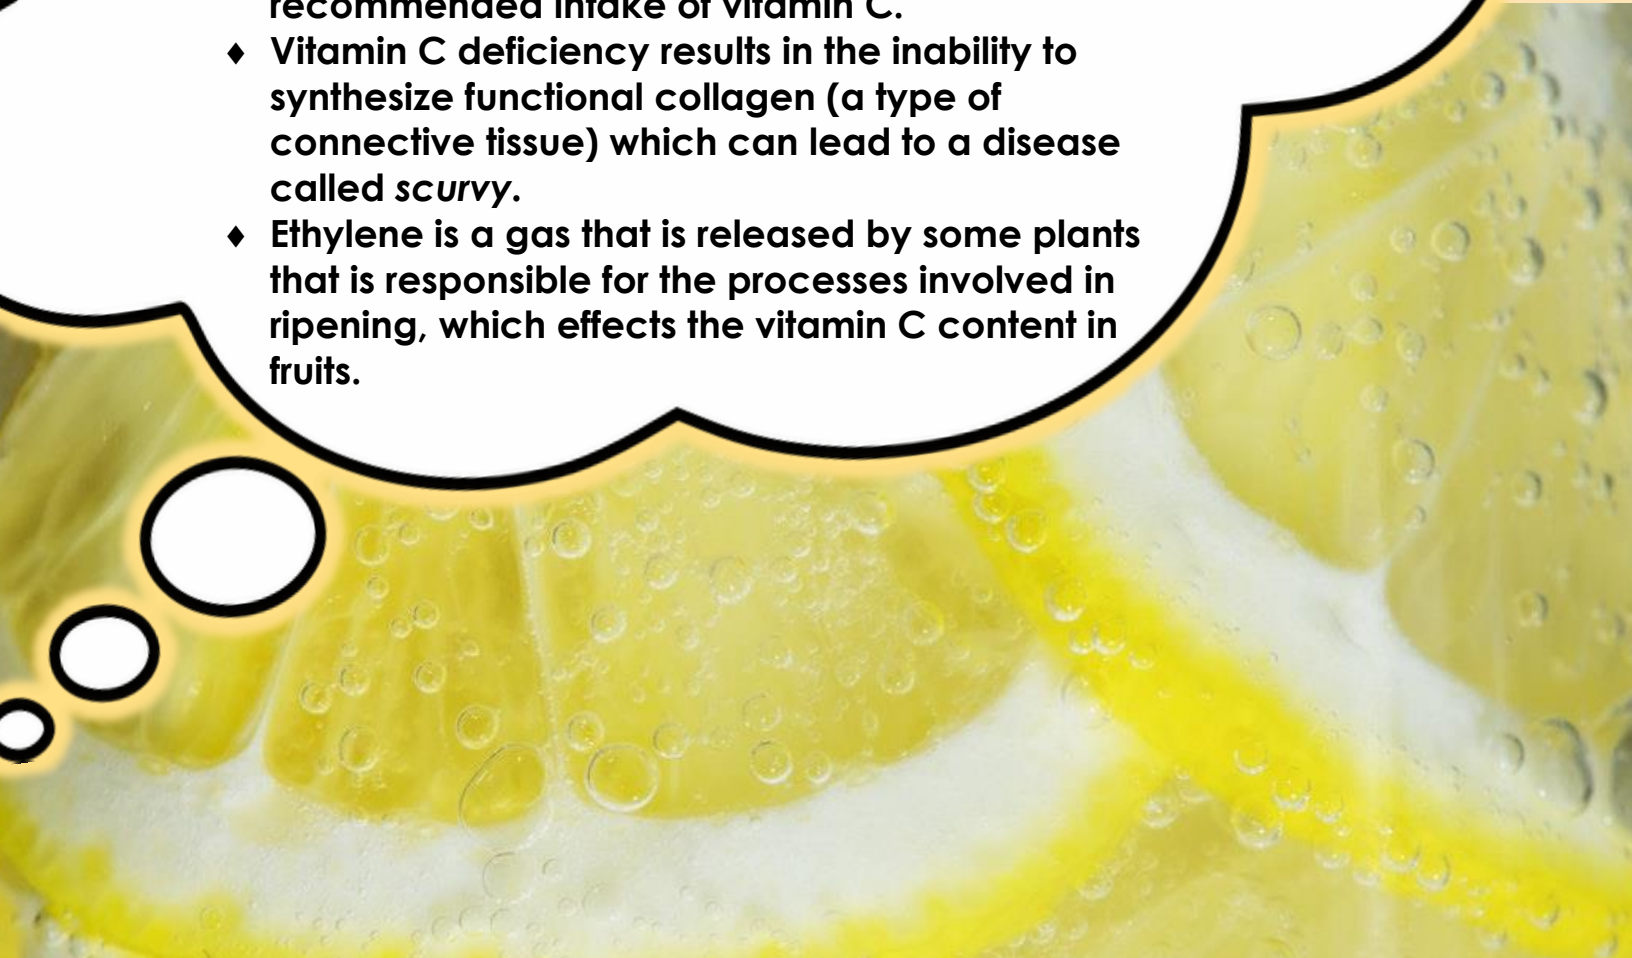 recommended intake of vitamin C.
♦ Vitamin C deficiency results in the inability to
synthesize functional collagen (a type of
connective tissue) which can lead to a disease
called scurvy.
♦ Ethylene is a gas that is released by some plants
that is responsible for the processes involved in
ripening, which effects the vitamin C content in
fruits.